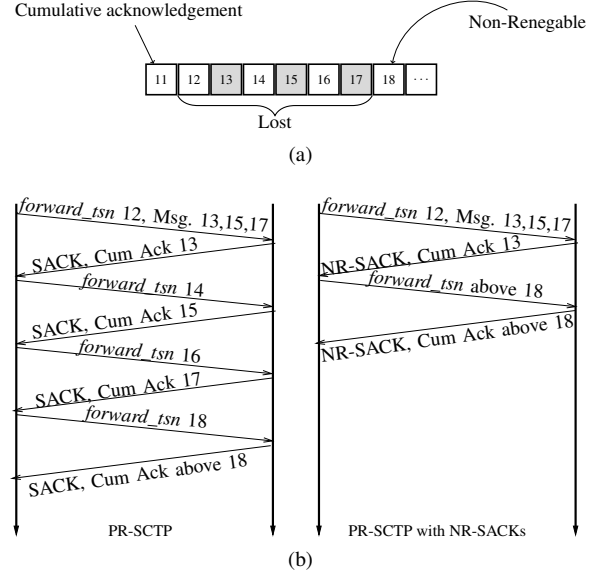 Cumulative acknowledgement
Non-Renegable
11 12 13 14 15 16 17 18 ...
Lost
(a)
forward_tsn 12, Msg. 13,15,17
SACK, Cum Ack 13
forward_tsn 14
SACK, Cum Ack 15
forward_tsn 16
SACK, Cum Ack 17
forward_tsn 18
SACK, Cum Ack above 18
PR-SCTP
forward_tsn 12, Msg. 13,15,17
NR-SACK, Cum Ack 13
forward_tsn above 18
NR-SACK, Cum Ack above 18
PR-SCTP with NR-SACKs
(b)